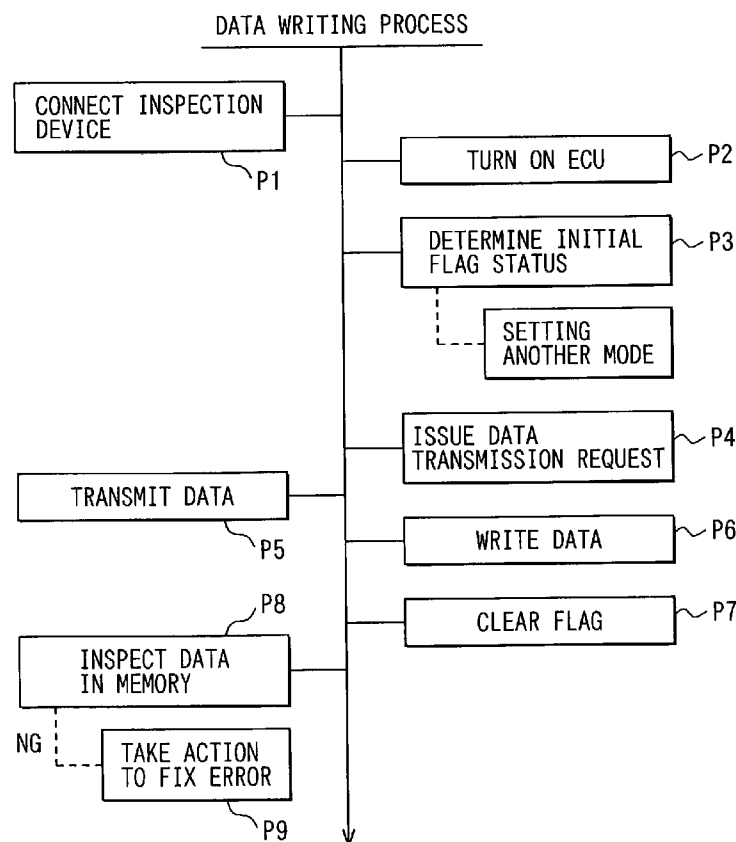 DATA WRITING PROCESS
CONNECT INSPECTION
DEVICE
P1
TURN ON ECU
P2
DETERMINE INITIAL
FLAG STATUS
P3
SETTING
ANOTHER MODE
ISSUE DATA
TRANSMISSION REQUEST
P4
TRANSMIT DATA
P5
WRITE DATA
P6
CLEAR FLAG
P7
P8
INSPECT DATA
IN MEMORY
NG
TAKE ACTION
TO FIX ERROR
P9